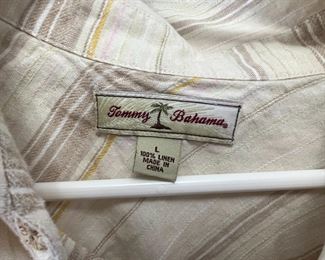 Tommy Bahama®
L
100% LINEN
MADE IN
CHINA